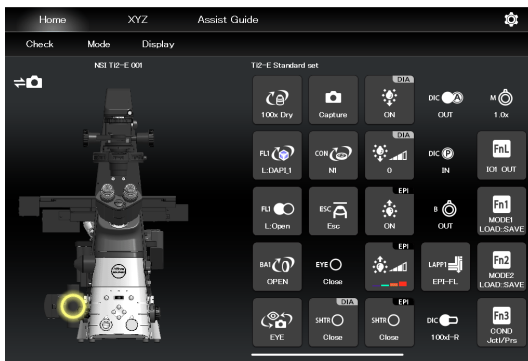 Home XYZ Assist Guide
Check Mode Display
NSI Ti2-E 001
Ti2-E Standard set
DIA
100x Dry Capture ON DIC A OUT M 1.0x
DIA
FL1 L:DAPI_1 CON N1 0 DIC P IN FnL IO1 OUT
EPI
FL1 L:Open ESC Esc ON B OUT Fn1 MODE1 LOAD:SAVE
EPI
BA1 OPEN EYE Close LAPP1 EPI-FL Fn2 MODE2 LOAD:SAVE
DIA EPI
EYE SHTR Close SHTR Close DIC 100xI-R Fn3 COND Jctl/Prs